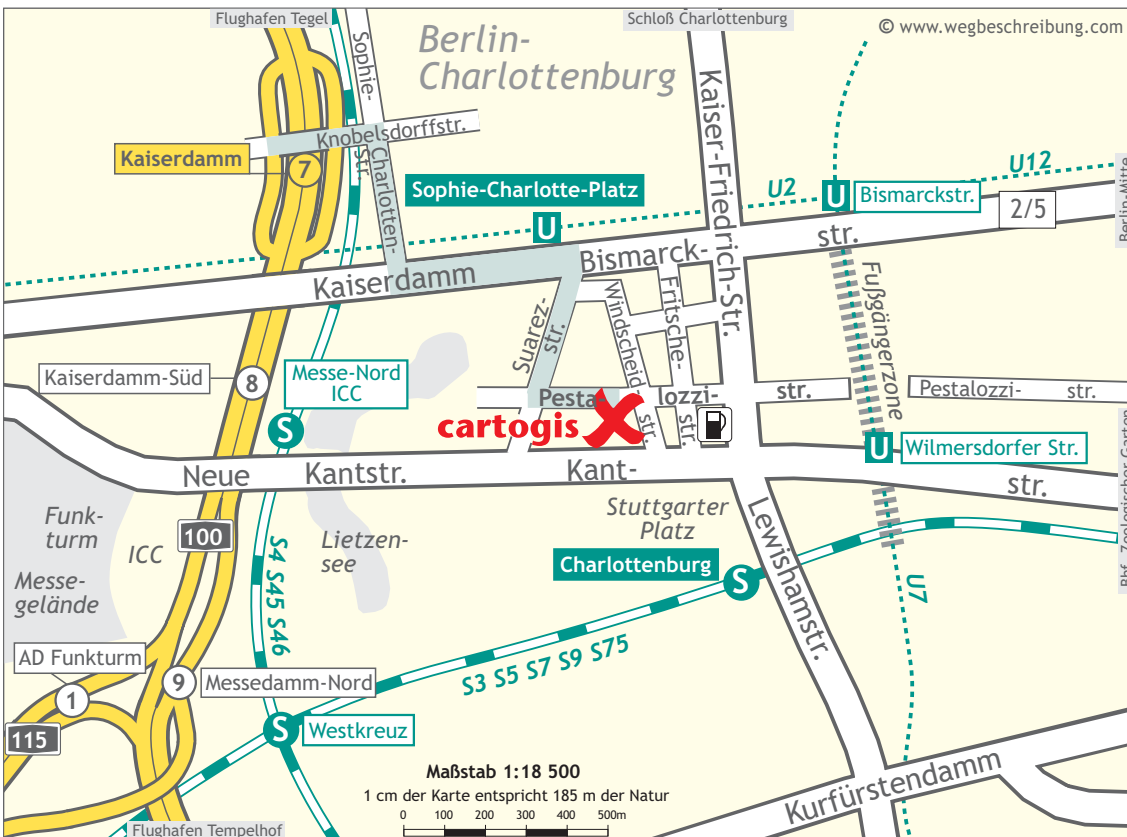 Flughafen Tegel
Schloß Charlottenburg
© www.wegbeschreibung.com
Berlin-
Charlottenburg
Sophie-
Charlotten-
Str.
Kaiser-Friedrich-Str.
Knobelsdorffstr.
Kaiserdamm
7
Sophie-Charlotte-Platz
U
U2
U
Bismarckstr.
U12
2/5
Berlin-Mitte
Kaiserdamm
Bismarck-
str.
Suarez-
str.
Windscheid-
str.
Fritsche-
str.
Fußgängerzone
Kaiserdamm-Süd
8
Messe-Nord
ICC
S
Pesta-
lozzi-
str.
Pestalozzi-
str.
cartogis
U
Wilmersdorfer Str.
Neue
Kantstr.
Kant-
str.
Bhf. Zoologischer Garten
Funk-
turm
ICC
100
Lietzen-
see
Stuttgarter
Platz
Lewishamstr.
Messe-
gelände
S4 S45 S46
Charlottenburg
S
U7
S3 S5 S7 S9 S75
AD Funkturm
1
9
Messedamm-Nord
115
S
Westkreuz
Kurfürstendamm
Maßstab 1:18 500
1 cm der Karte entspricht 185 m der Natur
0 100 200 300 400 500m
Flughafen Tempelhof